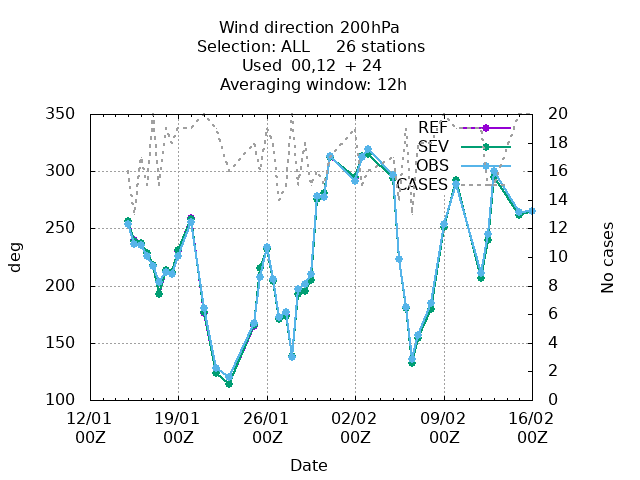 Wind direction 200hPa
Selection: ALL 26 stations
Used 00,12 + 24
Averaging window: 12h
350 20
REF 18
SEV
300 OBS 16
CASES
14
250 12
deg
No cases
10
200 8
6
150 4
2
100 0
12/01 19/01 26/01 02/02 09/02 16/02
00Z 00Z 00Z 00Z 00Z 00Z
Date